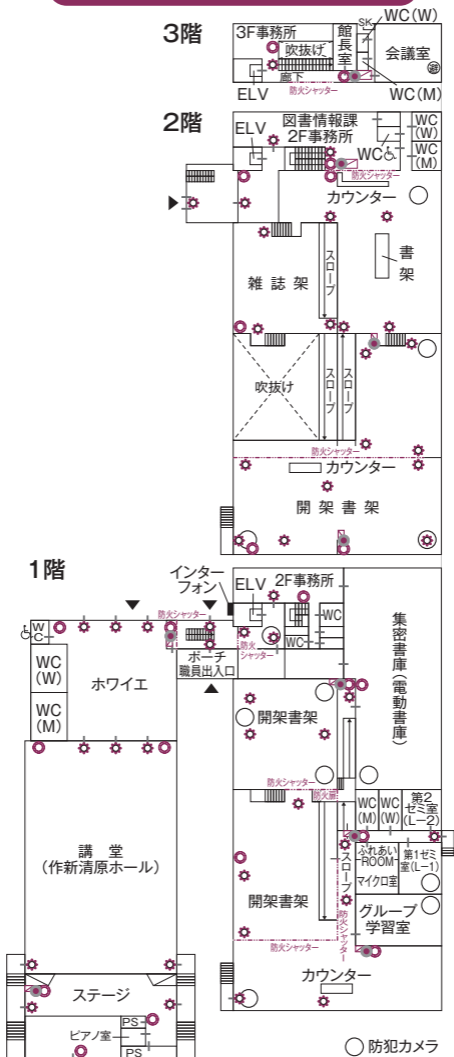 3階
3F事務所
吹抜け
館長室
SK
WC(W)
会議室
廊下
ELV
防火シャッター
WC(M)
2階
ELV
図書情報課
2F事務所
WC
WC
(W)
WC
(M)
防火シャッター
カウンター
書架
雑誌架
スロープ
吹抜け
スロープ
スロープ
防火シャッター
カウンター
開架書架
1階
インター
フォン
ELV
2F事務所
防火シャッター
WC
WC
(W)
WC
(M)
ホワイエ
ポーチ
職員出入口
防火
シャッター
WC
WC
集密書庫(電動書庫)
開架書架
防火シャッター
防火扉
講堂
(作新清原ホール)
開架書架
スロープ
WC
(M)
WC
(W)
第2
ゼミ室
(L-2)
ふれあい
ROOM
マイクロ室
第1ゼミ
室(L-1)
グループ
学習室
防火シャッター
防火シャッター
カウンター
ステージ
ピアノ室
PS
PS
防犯カメラ